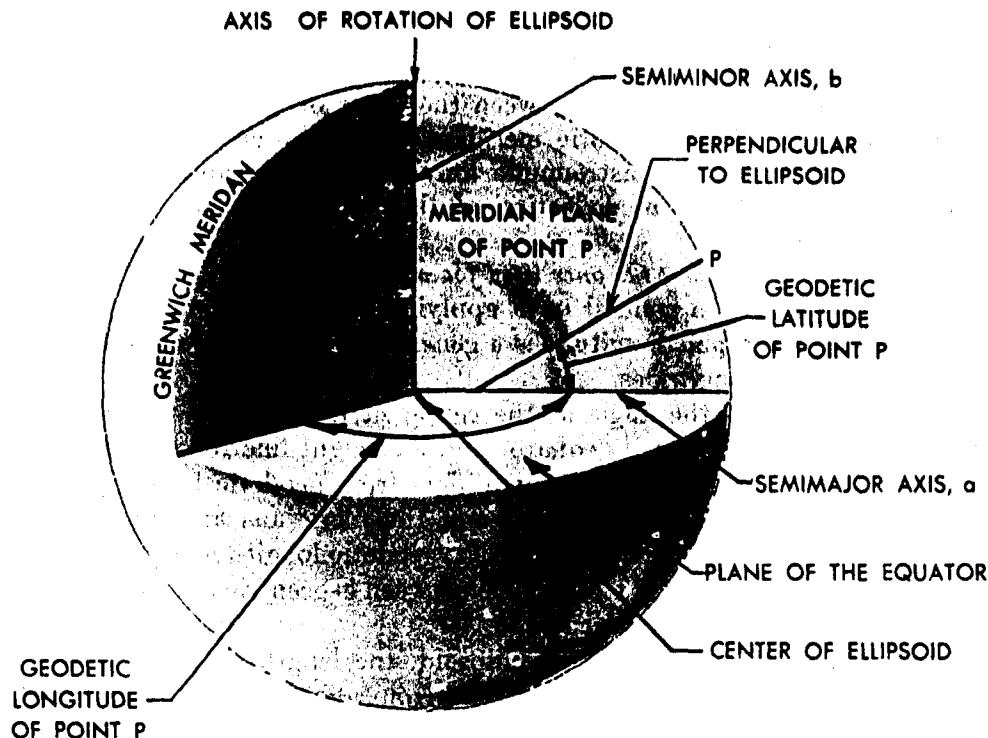 AXIS OF ROTATION OF ELLIPSOID
SEMIMINOR AXIS, b
PERPENDICULAR
TO ELLIPSOID
GREENWICH MERIDAN
MERIDIAN PLANE
OF POINT P
P
GEODETIC
LATITUDE
OF POINT P
SEMIMAJOR AXIS, a
PLANE OF THE EQUATOR
CENTER OF ELLIPSOID
GEODETIC
LONGITUDE
OF POINT P